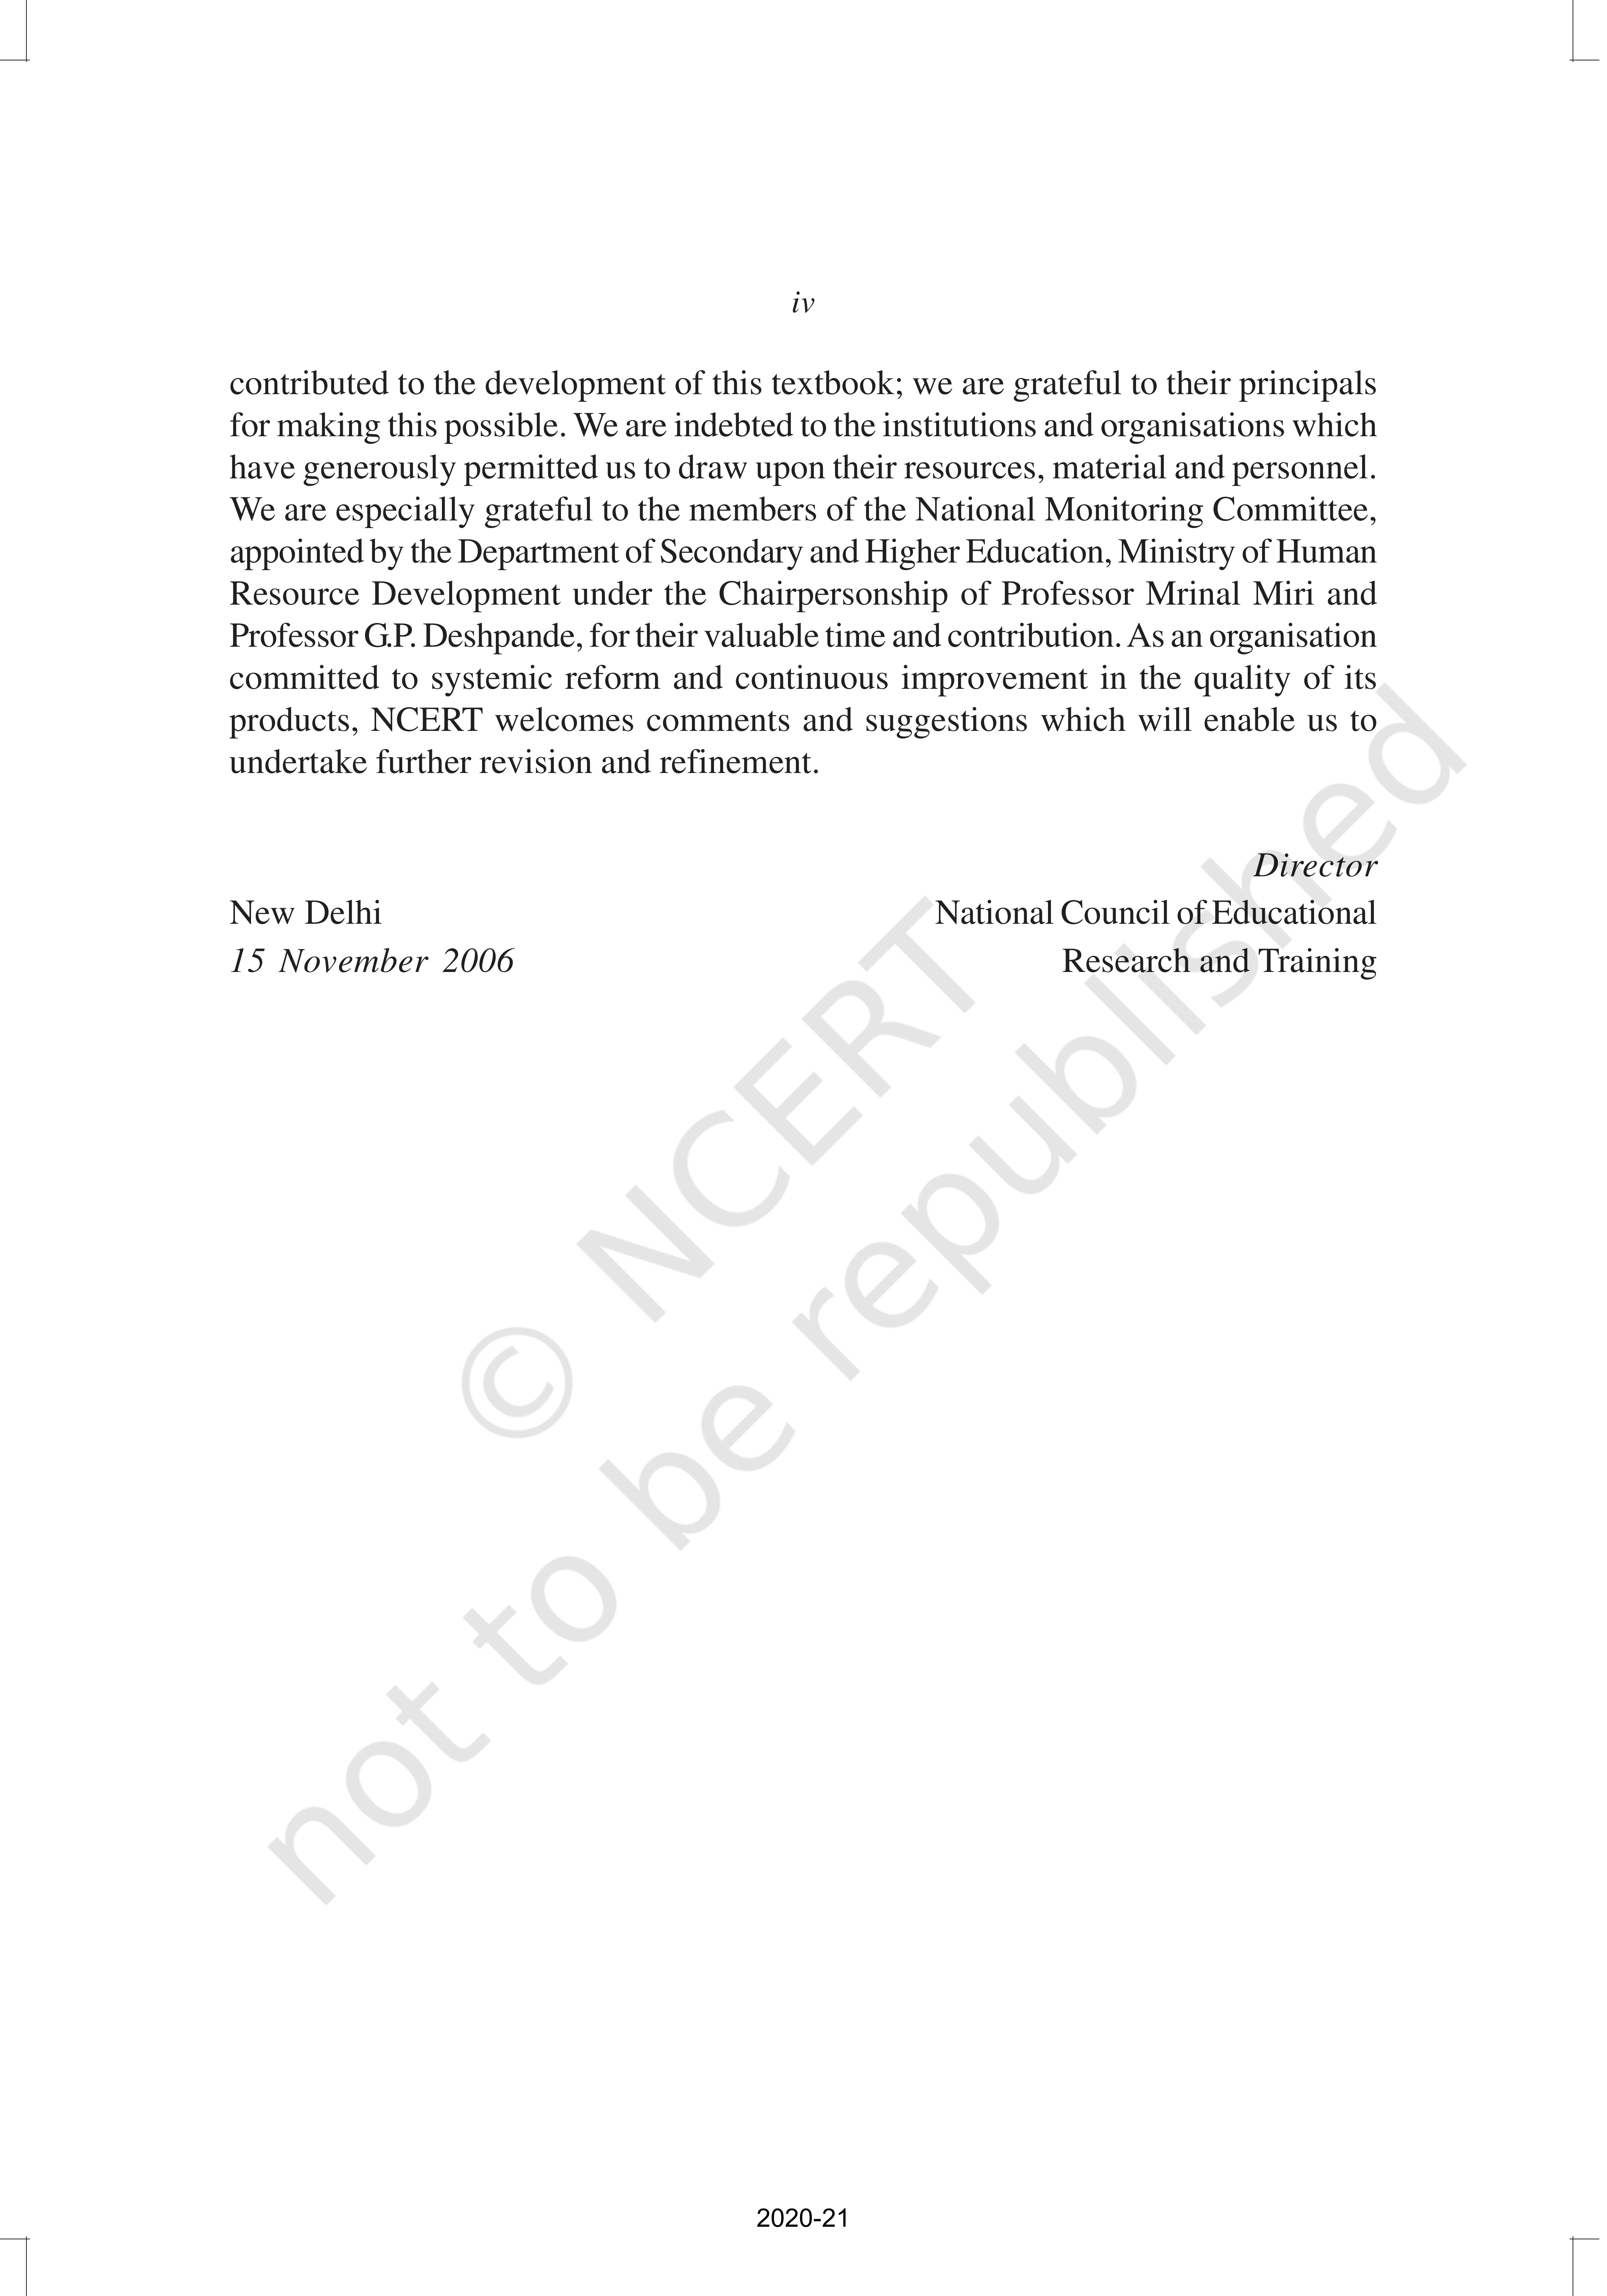 iv
contributed to the development of this textbook; we are grateful to their principals
for making this possible. We are indebted to the institutions and organisations which
have generously permitted us to draw upon their resources, material and personnel.
We are especially grateful to the members of the National Monitoring Committee,
appointed by the Department of Secondary and Higher Education, Ministry of Human
Resource Development under the Chairpersonship of Professor Mrinal Miri and
Professor G.P. Deshpande, for their valuable time and contribution. As an organisation
committed to systemic reform and continuous improvement in the quality of its
products, NCERT welcomes comments and suggestions which will enable us to
undertake further revision and refinement.
Director
New Delhi National Council of Educational
15 November 2006 Research and Training
© NCERT
not to be republished
2020-21